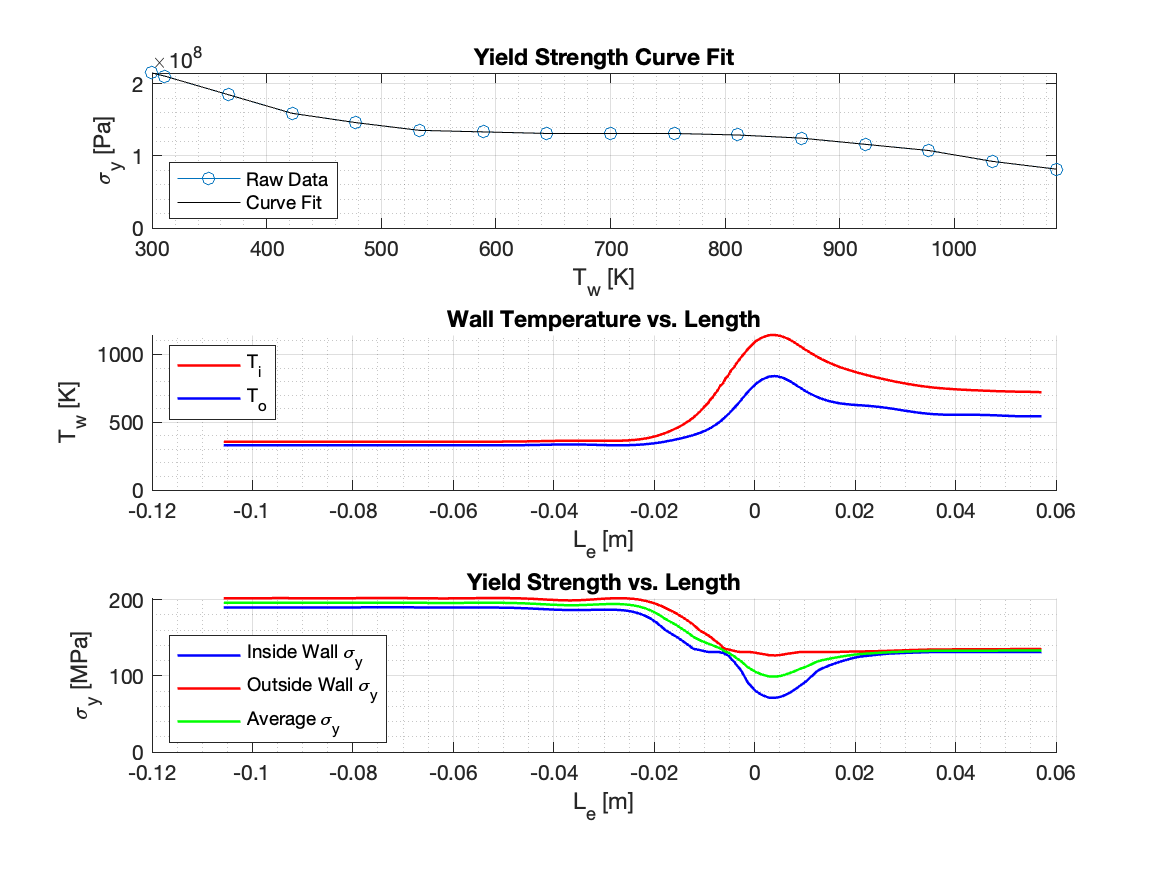 Yield Strength Curve Fit
× 10^8
σ_y [Pa]
2
1
0
Raw Data
Curve Fit
300 400 500 600 700 800 900 1000
T_w [K]
Wall Temperature vs. Length
T_w [K]
1000
500
0
T_i
T_o
-0.12 -0.1 -0.08 -0.06 -0.04 -0.02 0 0.02 0.04 0.06
L_e [m]
Yield Strength vs. Length
σ_y [MPa]
200
100
0
Inside Wall σ_y
Outside Wall σ_y
Average σ_y
-0.12 -0.1 -0.08 -0.06 -0.04 -0.02 0 0.02 0.04 0.06
L_e [m]